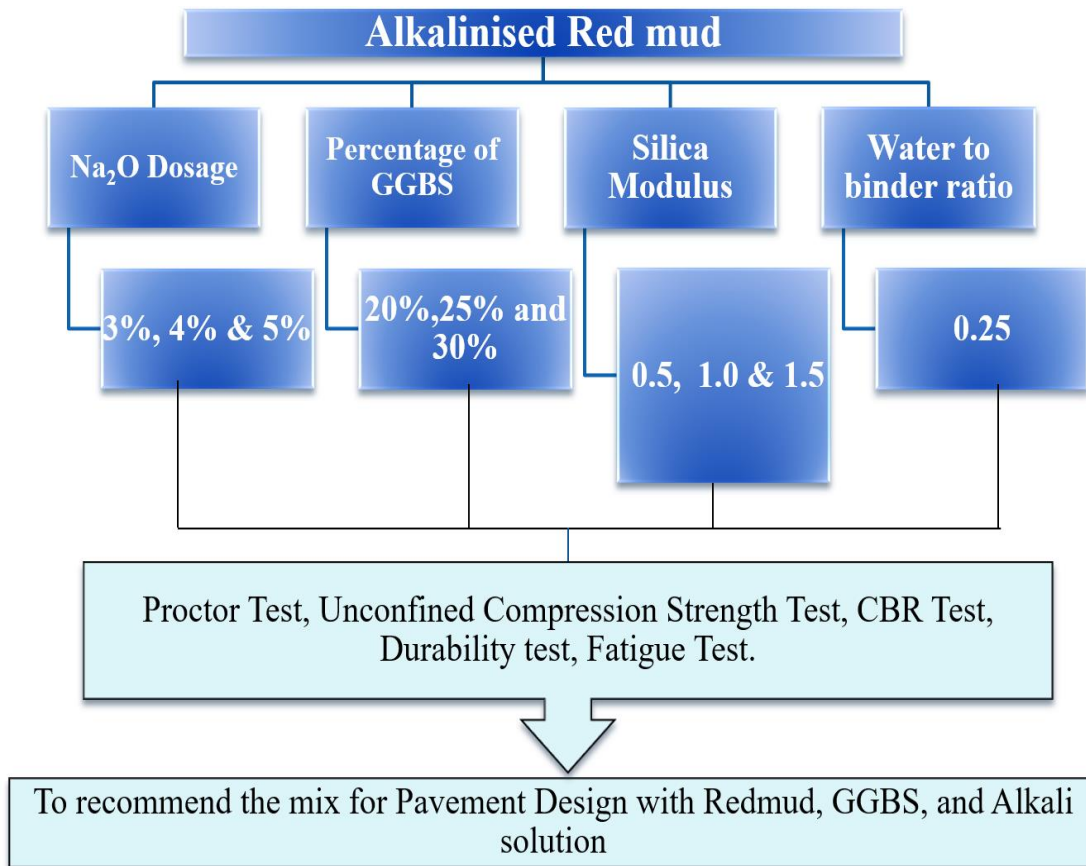 Alkalinised Red mud
Na₂O Dosage
Percentage of
GGBS
Silica
Modulus
Water to
binder ratio
3%, 4% & 5%
20%,25% and
30%
0.5, 1.0 & 1.5
0.25
Proctor Test, Unconfined Compression Strength Test, CBR Test,
Durability test, Fatigue Test.
To recommend the mix for Pavement Design with Redmud, GGBS, and Alkali
solution